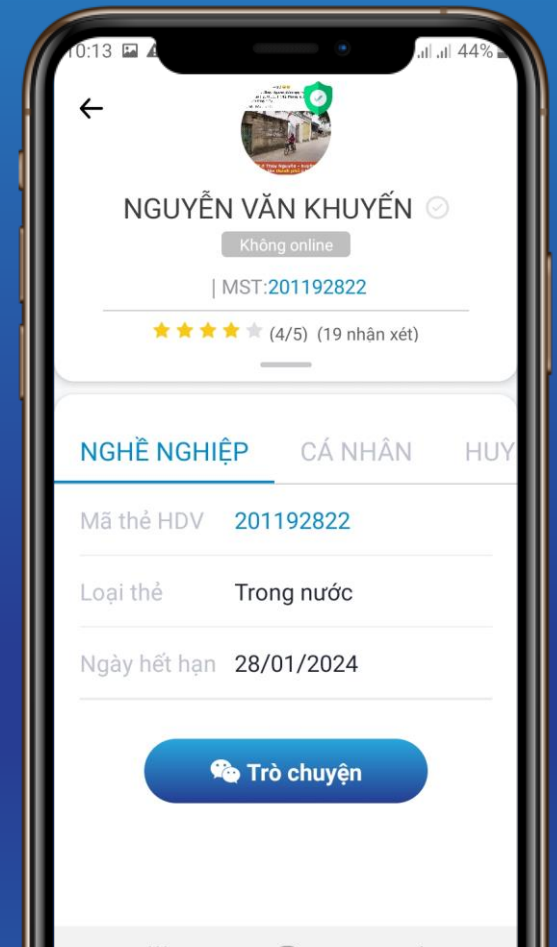 10:13 44%
NGUYỄN VĂN KHUYẾN
Không online
| MST:201192822
(4/5) (19 nhận xét)
NGHỀ NGHIỆP CÁ NHÂN HUY
Mã thẻ HDV 201192822
Loại thẻ Trong nước
Ngày hết hạn 28/01/2024
Trò chuyện